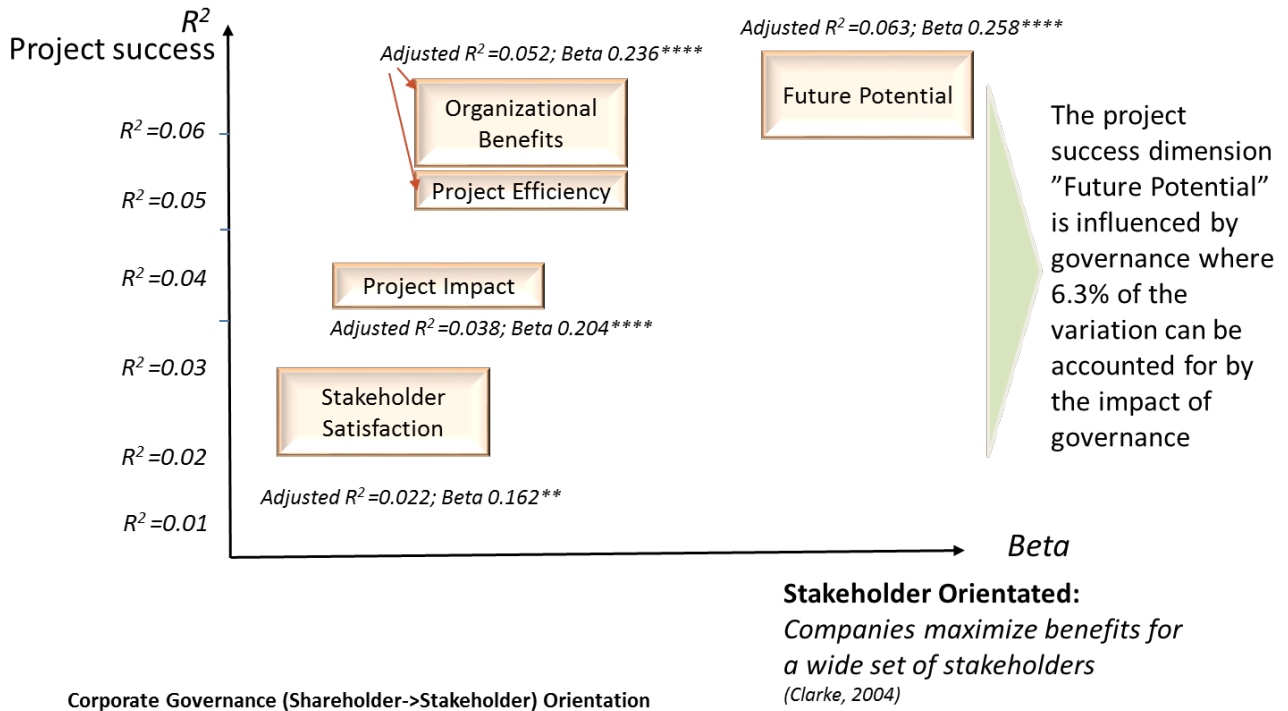 R²
Project success
Adjusted R²=0.052; Beta 0.236****
Adjusted R²=0.063; Beta 0.258****
Organizational
Benefits
Future Potential
Project Efficiency
Project Impact
Adjusted R²=0.038; Beta 0.204****
Stakeholder
Satisfaction
Adjusted R²=0.022; Beta 0.162**
R²=0.06
R²=0.05
R²=0.04
R²=0.03
R²=0.02
R²=0.01
The project
success dimension
”Future Potential”
is influenced by
governance where
6.3% of the
variation can be
accounted for by
the impact of
governance
Beta
Stakeholder Orientated:
Companies maximize benefits for
a wide set of stakeholders
(Clarke, 2004)
Corporate Governance (Shareholder->Stakeholder) Orientation